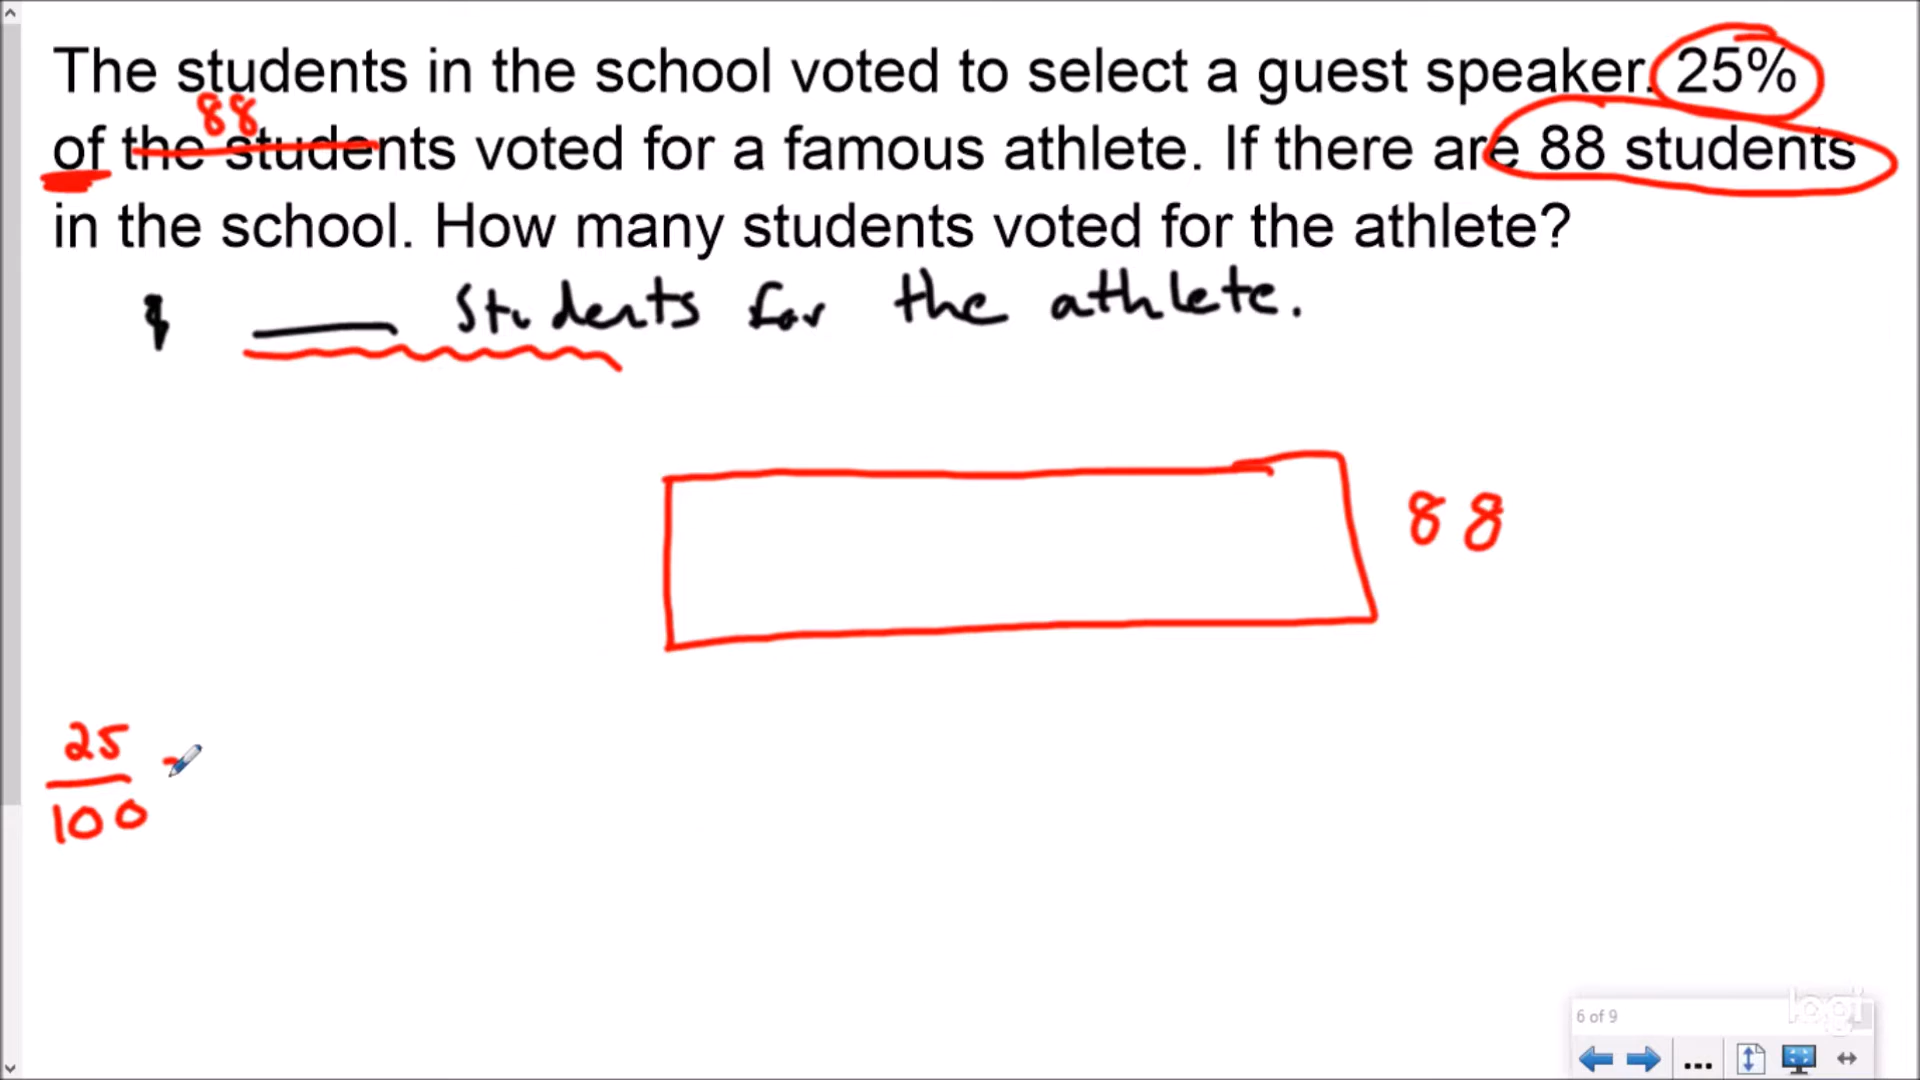 The students in the school voted to select a guest speaker. 25%
88
of the students voted for a famous athlete. If there are 88 students
in the school. How many students voted for the athlete?
____ Students for the athlete.
88
25
100
=
6 of 9
logi
...